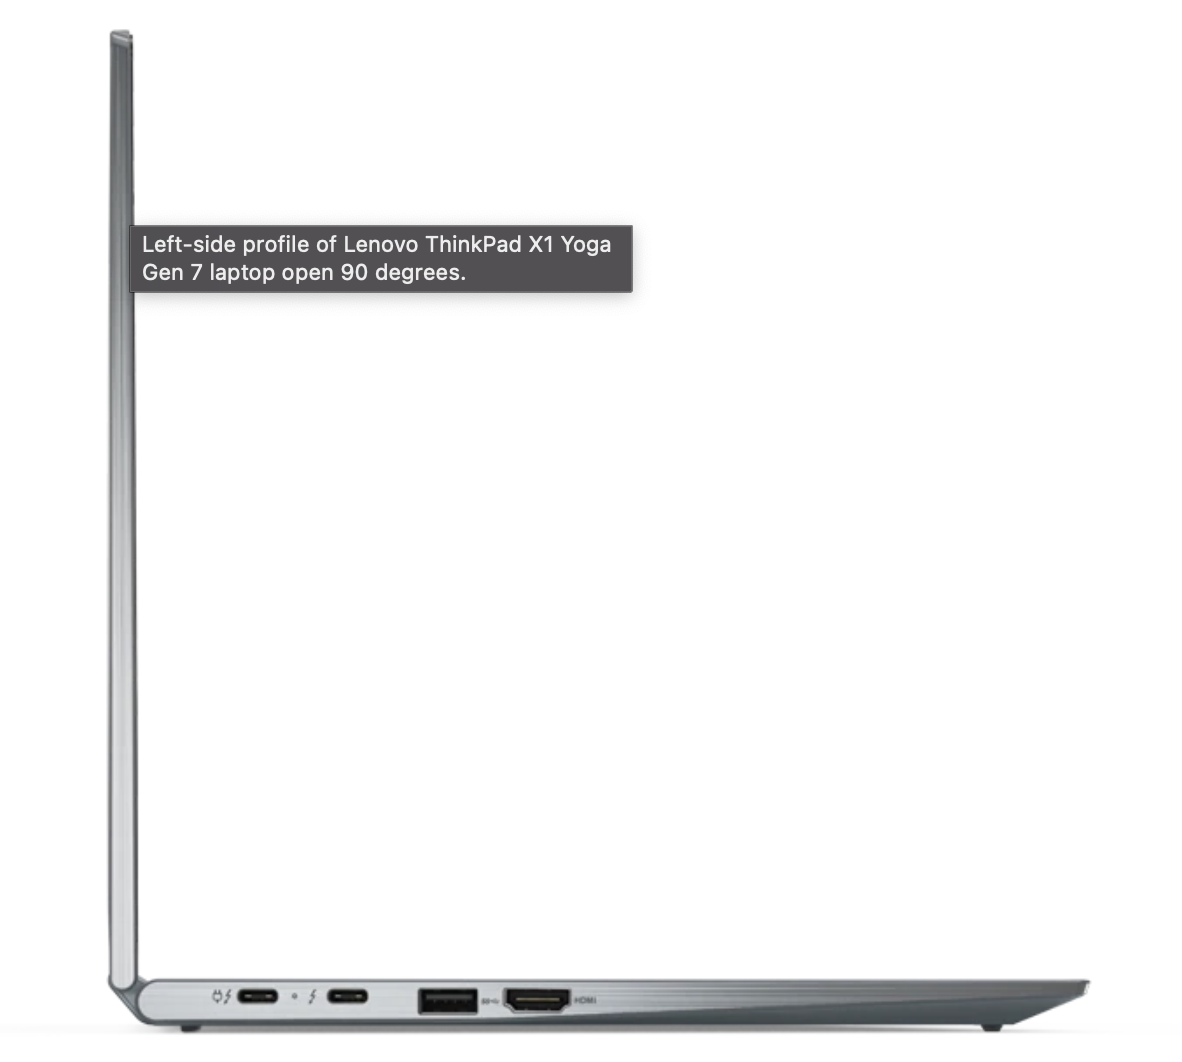 Left-side profile of Lenovo ThinkPad X1 Yoga
Gen 7 laptop open 90 degrees.
HDMI